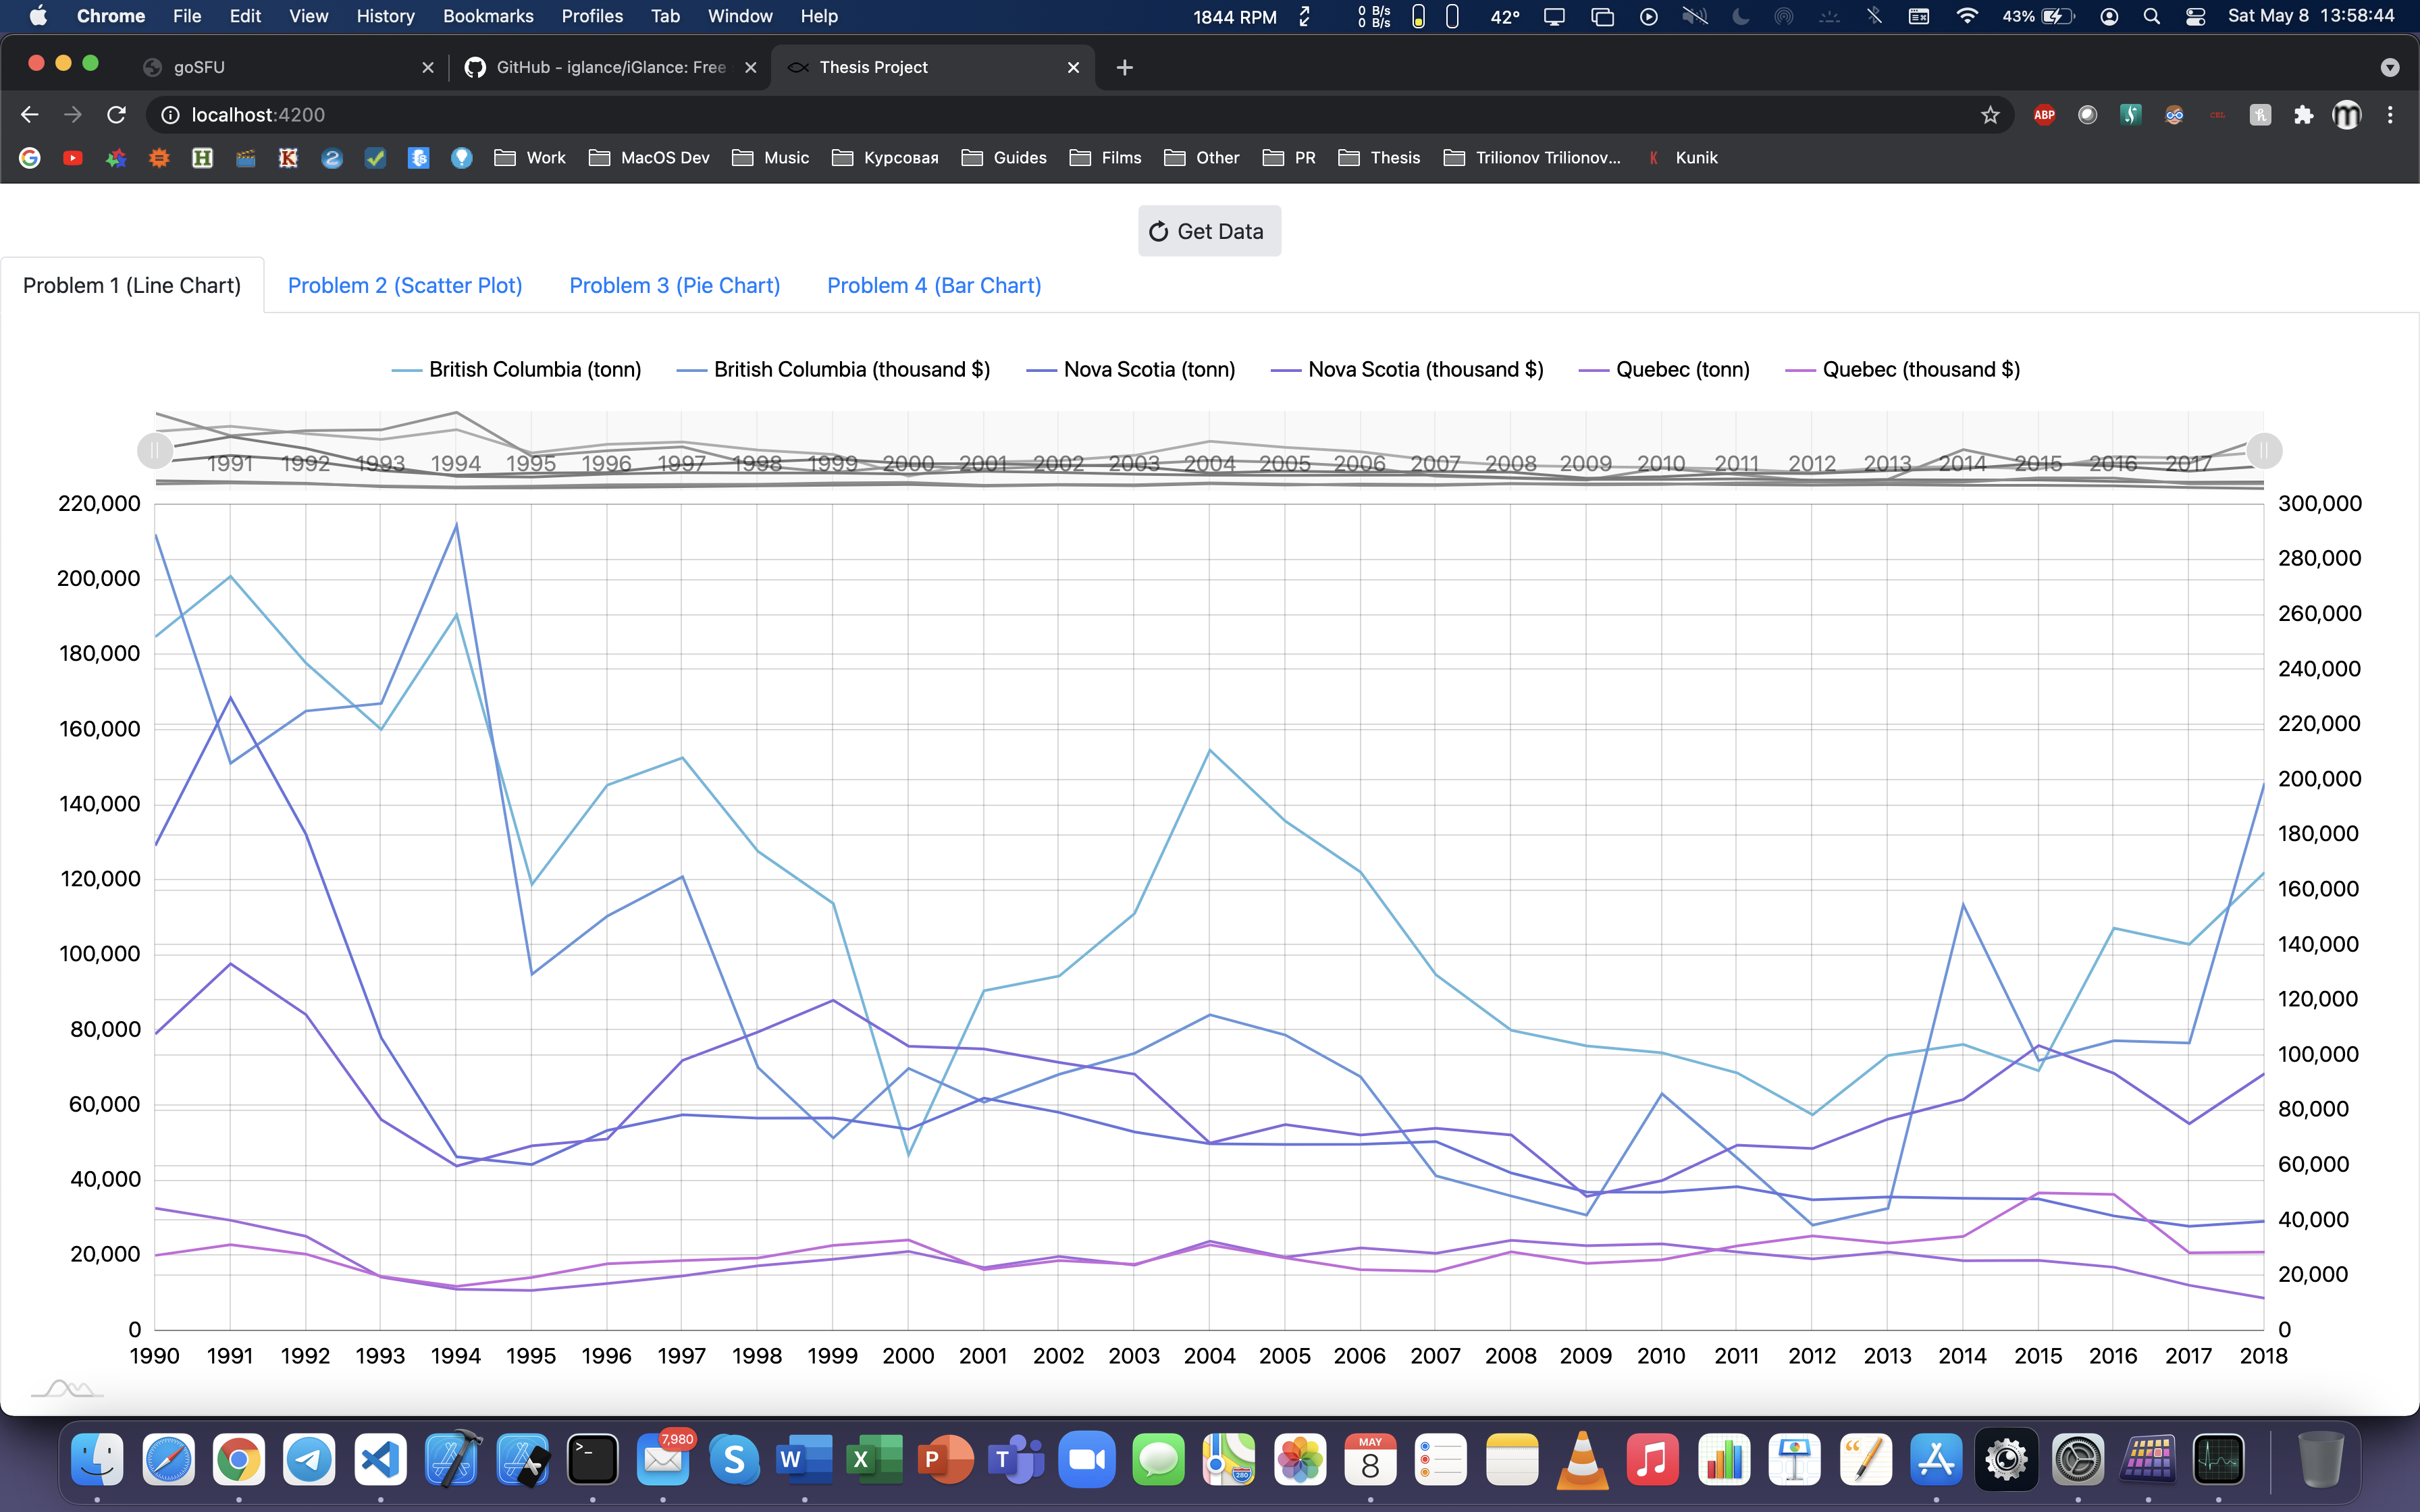 Chrome File Edit View History Bookmarks Profiles Tab Window Help 1844 RPM 0 B/s 0 B/s 42° 43% Sat May 8 13:58:44
goSFU GitHub - iglance/iGlance: Free Thesis Project
localhost:4200 ABP
Work MacOS Dev Music Курсовая Guides Films Other PR Thesis Trilionov Trilionov... Kunik
Get Data
Problem 1 (Line Chart) Problem 2 (Scatter Plot) Problem 3 (Pie Chart) Problem 4 (Bar Chart)
British Columbia (tonn) British Columbia (thousand $) Nova Scotia (tonn) Nova Scotia (thousand $) Quebec (tonn) Quebec (thousand $)
1991 1992 1993 1994 1995 1996 1997 1998 1999 2000 2001 2002 2003 2004 2005 2006 2007 2008 2009 2010 2011 2012 2013 2014 2015 2016 2017
220,000 300,000
280,000
200,000
260,000
180,000
240,000
160,000 220,000
200,000
140,000
180,000
120,000 160,000
100,000 140,000
120,000
80,000
100,000
60,000 80,000
40,000 60,000
40,000
20,000
20,000
0 0
1990 1991 1992 1993 1994 1995 1996 1997 1998 1999 2000 2001 2002 2003 2004 2005 2006 2007 2008 2009 2010 2011 2012 2013 2014 2015 2016 2017 2018
7,980 MAY
8